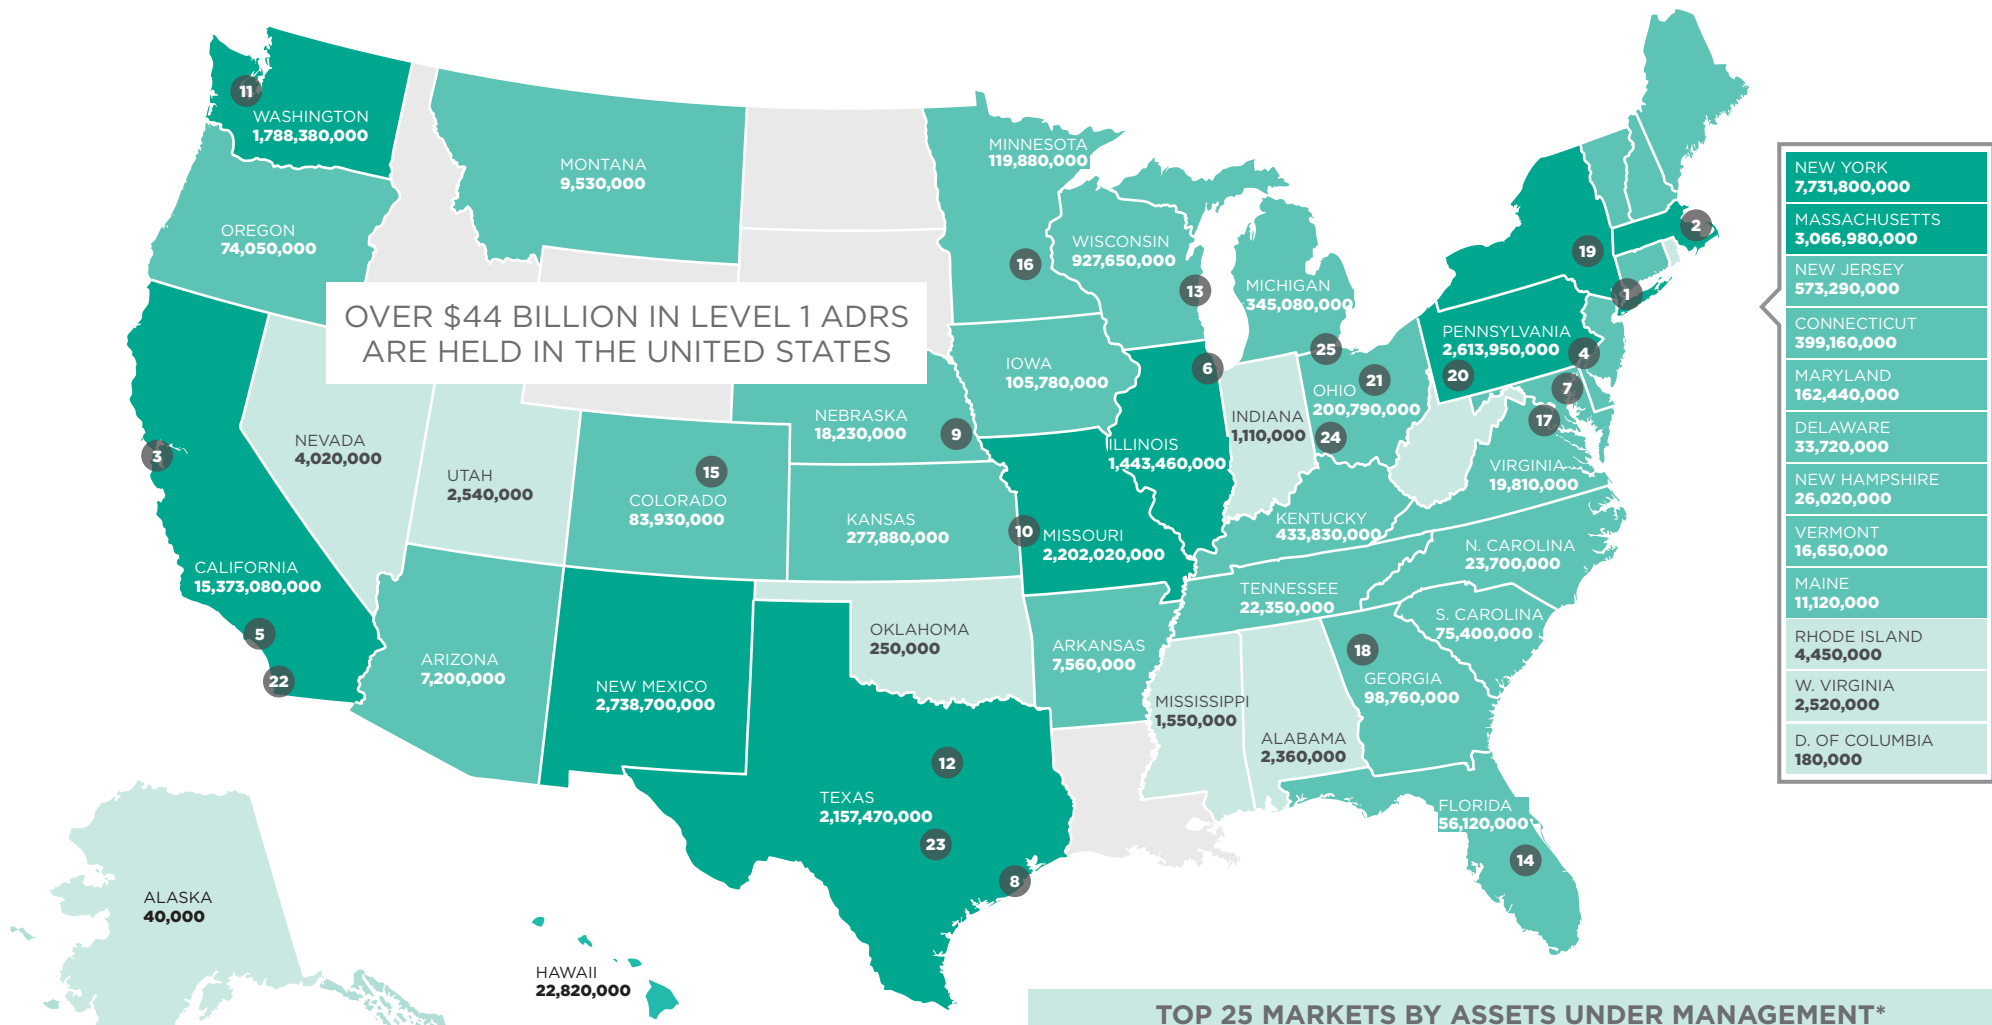 11
WASHINGTON
1,788,380,000
MONTANA
9,530,000
MINNESOTA
119,880,000
OREGON
74,050,000
16
WISCONSIN
927,650,000
13
MICHIGAN
345,080,000
19
2
1
OVER $44 BILLION IN LEVEL 1 ADRS
ARE HELD IN THE UNITED STATES
IOWA
105,780,000
6
25
21
OHIO
200,790,000
24
PENNSYLVANIA
2,613,950,000
4
20
7
17
3
NEVADA
4,020,000
UTAH
2,540,000
15
COLORADO
83,930,000
NEBRASKA
18,230,000
9
KANSAS
277,880,000
10
MISSOURI
2,202,020,000
ILLINOIS
1,443,460,000
INDIANA
1,110,000
KENTUCKY
433,830,000
VIRGINIA
19,810,000
N. CAROLINA
23,700,000
CALIFORNIA
15,373,080,000
5
22
ARIZONA
7,200,000
NEW MEXICO
2,738,700,000
OKLAHOMA
250,000
ARKANSAS
7,560,000
TENNESSEE
22,350,000
S. CAROLINA
75,400,000
18
GEORGIA
98,760,000
MISSISSIPPI
1,550,000
ALABAMA
2,360,000
12
TEXAS
2,157,470,000
23
8
FLORIDA
56,120,000
14
ALASKA
40,000
HAWAII
22,820,000
NEW YORK
7,731,800,000
MASSACHUSETTS
3,066,980,000
NEW JERSEY
573,290,000
CONNECTICUT
399,160,000
MARYLAND
162,440,000
DELAWARE
33,720,000
NEW HAMPSHIRE
26,020,000
VERMONT
16,650,000
MAINE
11,120,000
RHODE ISLAND
4,450,000
W. VIRGINIA
2,520,000
D. OF COLUMBIA
180,000
TOP 25 MARKETS BY ASSETS UNDER MANAGEMENT*